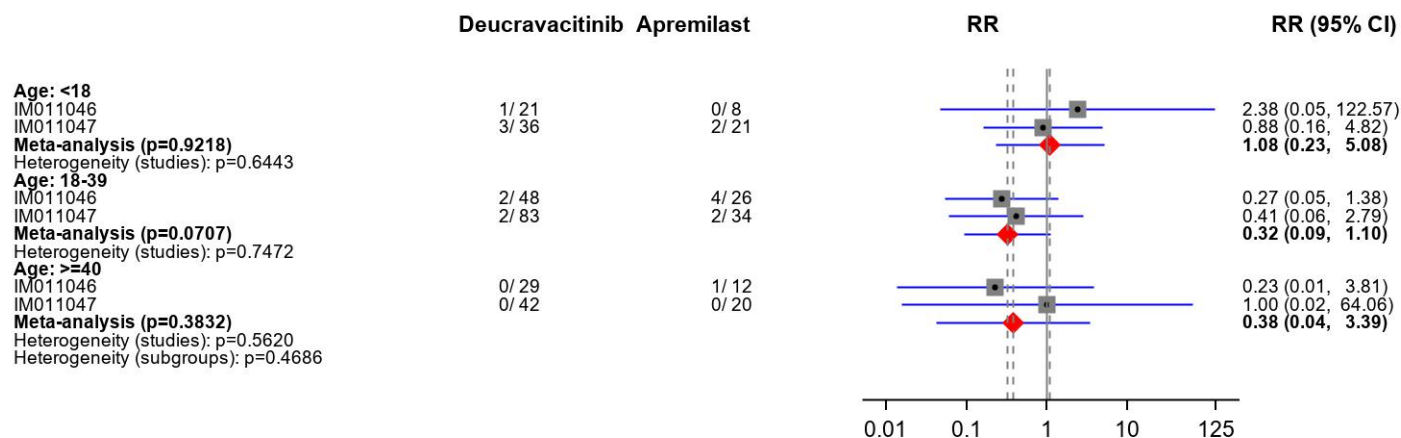 Deucravacitinib Apremilast RR RR (95% CI)
Age: <18
IM011046 1/ 21 0/ 8 2.38 (0.05, 122.57)
IM011047 3/ 36 2/ 21 0.88 (0.16, 4.82)
Meta-analysis (p=0.9218) 1.08 (0.23, 5.08)
Heterogeneity (studies): p=0.6443
Age: 18-39
IM011046 2/ 48 4/ 26 0.27 (0.05, 1.38)
IM011047 2/ 83 2/ 34 0.41 (0.06, 2.79)
Meta-analysis (p=0.0707) 0.32 (0.09, 1.10)
Heterogeneity (studies): p=0.7472
Age: >=40
IM011046 0/ 29 1/ 12 0.23 (0.01, 3.81)
IM011047 0/ 42 0/ 20 1.00 (0.02, 64.06)
Meta-analysis (p=0.3832) 0.38 (0.04, 3.39)
Heterogeneity (studies): p=0.5620
Heterogeneity (subgroups): p=0.4686
0.01 0.1 1 10 125